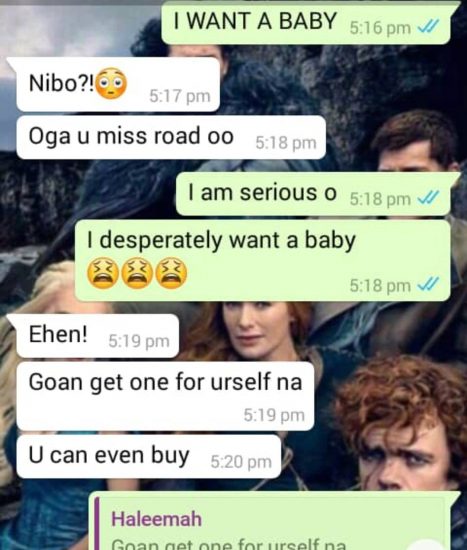 I WANT A BABY 5:16 pm
Nibo?!😳 5:17 pm
Oga u miss road oo 5:18 pm
I am serious o 5:18 pm
I desperately want a baby
😫😫😫
5:18 pm
Ehen! 5:19 pm
Goan get one for urself na
5:19 pm
U can even buy 5:20 pm
Haleemah
Goan get one for urself na